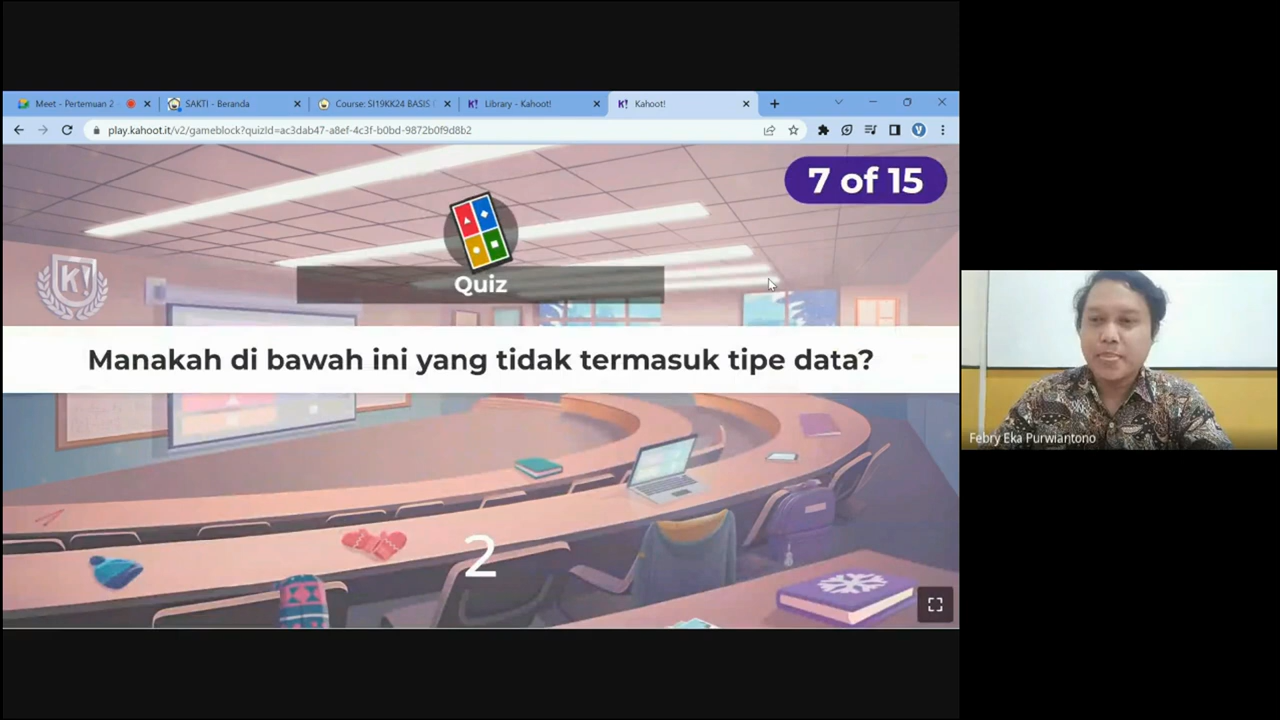 Meet - Pertemuan 2 -
SAKTI - Beranda
Course: SI19KK24 BASIS
Library - Kahoot!
K! Kahoot!
play.kahoot.it/v2/gameblock?quizId=ac3dab47-a8ef-4c3f-b0bd-9872b0f9d8b2
V
7 of 15
K!
Quiz
Manakah di bawah ini yang tidak termasuk tipe data?
Febry Eka Purwiantono
2